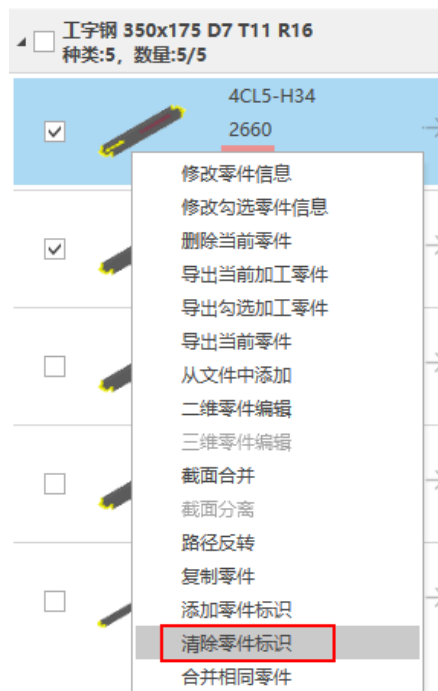 工字钢 350x175 D7 T11 R16
种类:5，数量:5/5
4CL5-H34
2660
修改零件信息
修改勾选零件信息
删除当前零件
导出当前加工零件
导出勾选加工零件
导出当前零件
从文件中添加
二维零件编辑
三维零件编辑
截面合并
截面分离
路径反转
复制零件
添加零件标识
清除零件标识
合并相同零件